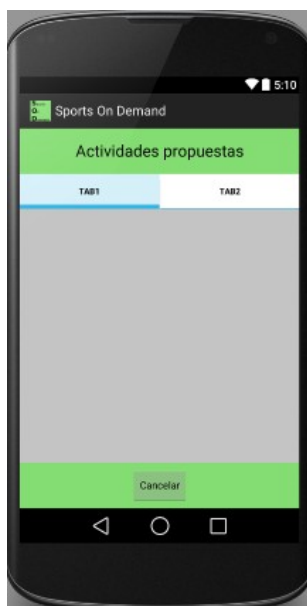 5:10
Sports On Demand
Actividades propuestas
TAB1 TAB2
Cancelar